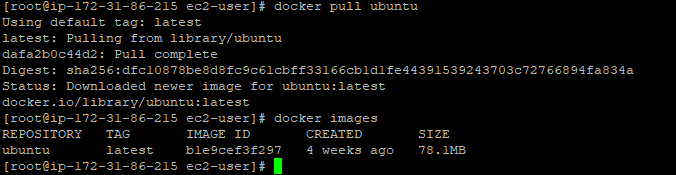 [root@ip-172-31-86-215 ec2-user]# docker pull ubuntu
Using default tag: latest
latest: Pulling from library/ubuntu
dafa2b0c44d2: Pull complete
Digest: sha256:dfc10878be8d8fc9c61cbff33166cb1d1fe44391539243703c72766894fa834a
Status: Downloaded newer image for ubuntu:latest
docker.io/library/ubuntu:latest
[root@ip-172-31-86-215 ec2-user]# docker images
REPOSITORY   TAG       IMAGE ID       CREATED       SIZE
ubuntu       latest    b1e9cef3f297   4 weeks ago   78.1MB
[root@ip-172-31-86-215 ec2-user]#